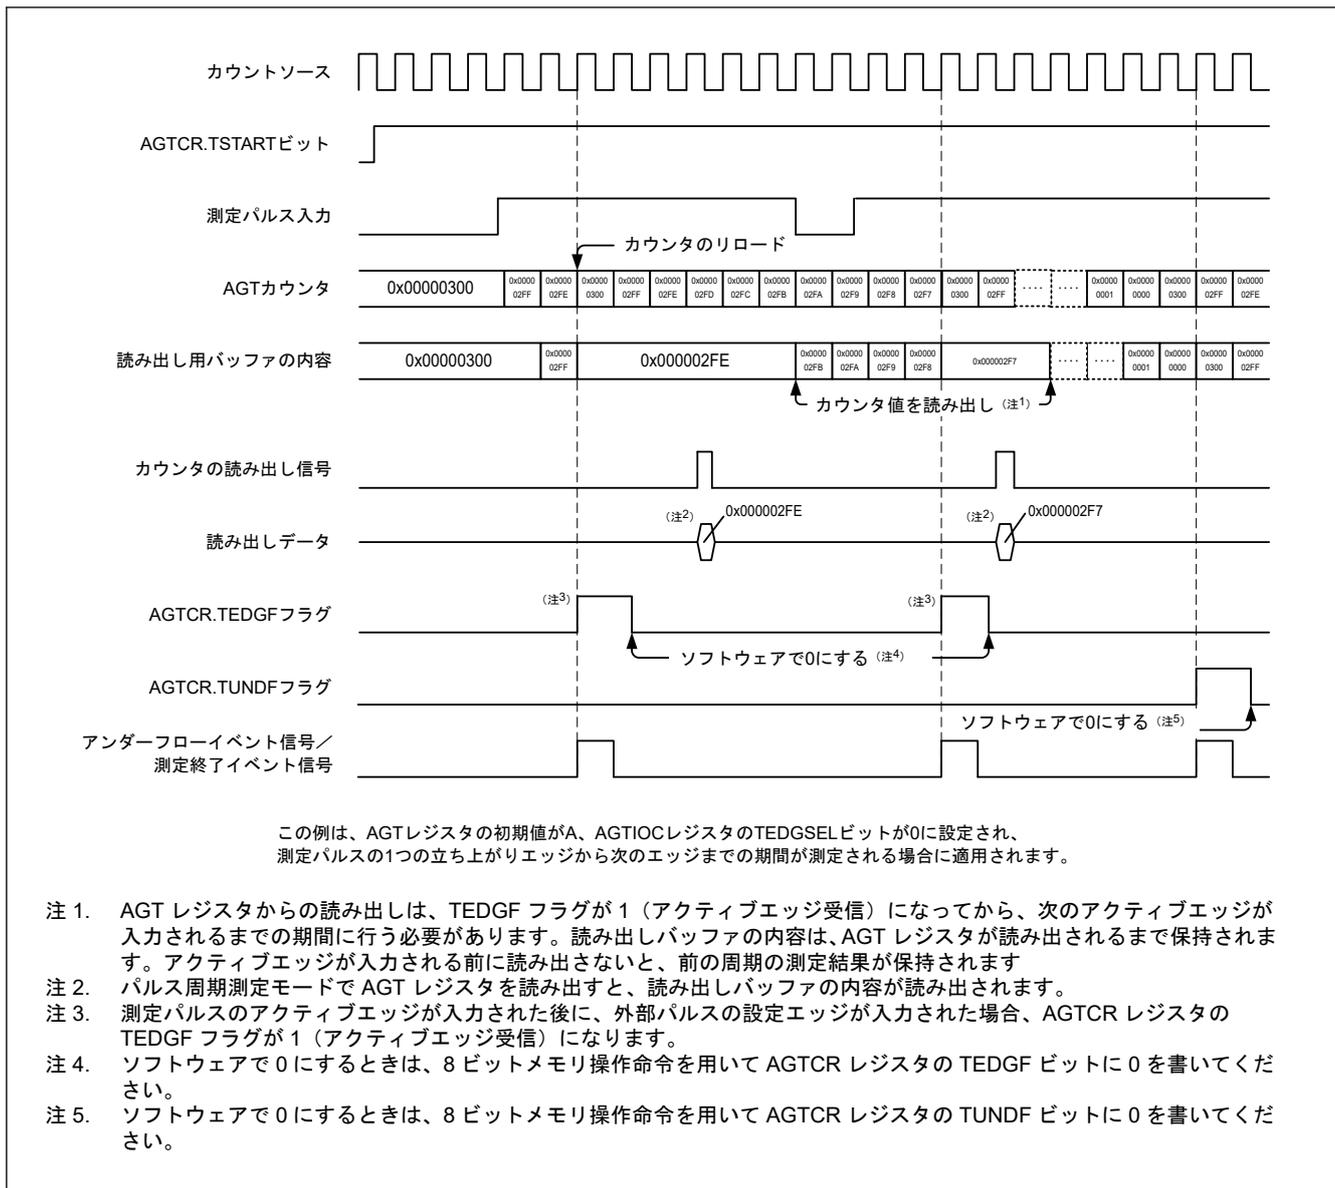 カウントソース
AGTCR.TSTARTビット
測定パルス入力
カウンタのリロード
AGTカウンタ
0x00000300
0x0000 02FF
0x0000 02FE
0x0000 0300
0x0000 02FF
0x0000 02FE
0x0000 02FD
0x0000 02FC
0x0000 02FB
0x0000 02FA
0x0000 02F9
0x0000 02F8
0x0000 02F7
0x0000 0300
0x0000 02FF
....
....
0x0000 0001
0x0000 0000
0x0000 0300
0x0000 02FF
0x0000 02FE
読み出し用バッファの内容
0x00000300
0x0000 02FF
0x000002FE
0x0000 02FB
0x0000 02FA
0x0000 02F9
0x0000 02F8
0x000002F7
....
....
0x0000 0001
0x0000 0000
0x0000 0300
0x0000 02FF
カウンタ値を読み出し（注1）
カウンタの読み出し信号
読み出しデータ
（注2）
0x000002FE
（注2）
0x000002F7
AGTCR.TEDGFフラグ
（注3）
（注3）
ソフトウェアで0にする（注4）
AGTCR.TUNDFフラグ
ソフトウェアで0にする（注5）
アンダーフローイベント信号／
測定終了イベント信号
この例は、AGTレジスタの初期値がA、AGTIOCレジスタのTEDGSELビットが0に設定され、
測定パルスの1つの立ち上がりエッジから次のエッジまでの期間が測定される場合に適用されます。
注 1. AGT レジスタからの読み出しは、TEDGF フラグが 1（アクティブエッジ受信）になってから、次のアクティブエッジが
入力されるまでの期間に行う必要があります。読み出しバッファの内容は、AGT レジスタが読み出されるまで保持されま
す。アクティブエッジが入力される前に読み出さないと、前の周期の測定結果が保持されます
注 2. パルス周期測定モードで AGT レジスタを読み出すと、読み出しバッファの内容が読み出されます。
注 3. 測定パルスのアクティブエッジが入力された後に、外部パルスの設定エッジが入力された場合、AGTCR レジスタの
TEDGF フラグが 1（アクティブエッジ受信）になります。
注 4. ソフトウェアで 0 にするときは、8 ビットメモリ操作命令を用いて AGTCR レジスタの TEDGF ビットに 0 を書いてくだ
さい。
注 5. ソフトウェアで 0 にするときは、8 ビットメモリ操作命令を用いて AGTCR レジスタの TUNDF ビットに 0 を書いてくだ
さい。